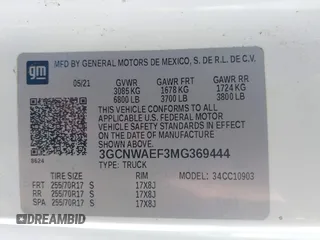 gm
MFD BY GENERAL MOTORS DE MEXICO, S. DE R.L. DE C.V.
05/21 GVWR GAWR FRT GAWR RR
3085 KG 1678 KG 1724 KG
6800 LB 3700 LB 3800 LB
THIS VEHICLE CONFORMS TO ALL
APPLICABLE U.S. FEDERAL MOTOR
VEHICLE SAFETY STANDARDS IN EFFECT ON THE
DATE OF MANUFACTURE SHOWN ABOVE.
3GCNWAEF3MG369444
TYPE: TRUCK
8624
TIRE SIZE RIM MODEL: 34CC10903
FRT 255/70R17 S 17X8J
RR 255/70R17 S 17X8J
SPA 255/70R17 S 17X8J
DREAMBID .com